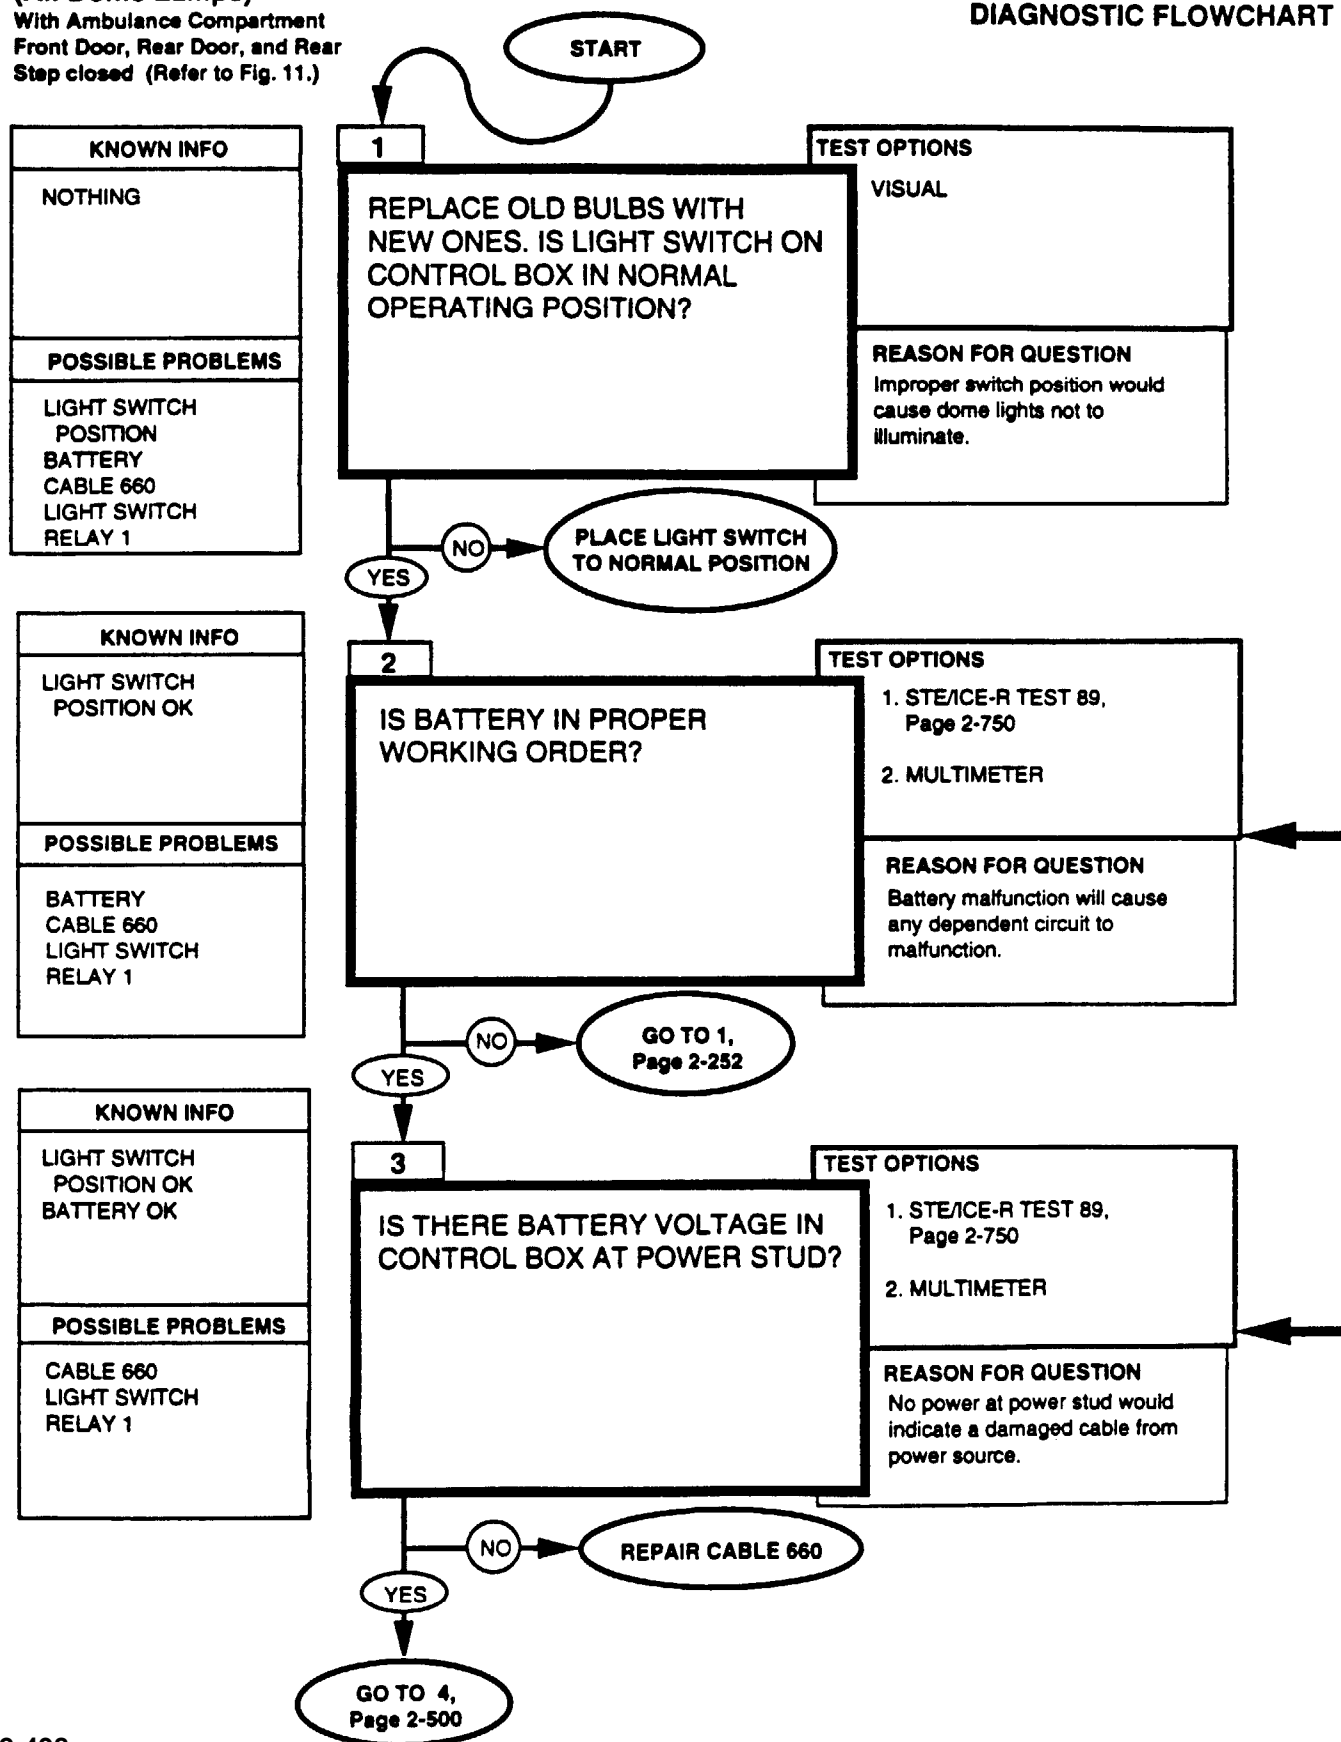 With Ambulance Compartment
Front Door, Rear Door, and Rear
Step closed (Refer to Fig. 11.)
DIAGNOSTIC FLOWCHART
START
KNOWN INFO
NOTHING
POSSIBLE PROBLEMS
LIGHT SWITCH
POSITION
BATTERY
CABLE 660
LIGHT SWITCH
RELAY 1
1
REPLACE OLD BULBS WITH
NEW ONES. IS LIGHT SWITCH ON
CONTROL BOX IN NORMAL
OPERATING POSITION?
TEST OPTIONS
VISUAL
REASON FOR QUESTION
Improper switch position would
cause dome lights not to
illuminate.
NO
PLACE LIGHT SWITCH
TO NORMAL POSITION
YES
KNOWN INFO
LIGHT SWITCH
POSITION OK
POSSIBLE PROBLEMS
BATTERY
CABLE 660
LIGHT SWITCH
RELAY 1
2
IS BATTERY IN PROPER
WORKING ORDER?
TEST OPTIONS
1. STE/ICE-R TEST 89,
Page 2-750
2. MULTIMETER
REASON FOR QUESTION
Battery malfunction will cause
any dependent circuit to
malfunction.
NO
GO TO 1,
Page 2-252
YES
KNOWN INFO
LIGHT SWITCH
POSITION OK
BATTERY OK
POSSIBLE PROBLEMS
CABLE 660
LIGHT SWITCH
RELAY 1
3
IS THERE BATTERY VOLTAGE IN
CONTROL BOX AT POWER STUD?
TEST OPTIONS
1. STE/ICE-R TEST 89,
Page 2-750
2. MULTIMETER
REASON FOR QUESTION
No power at power stud would
indicate a damaged cable from
power source.
NO
REPAIR CABLE 660
YES
GO TO 4,
Page 2-500